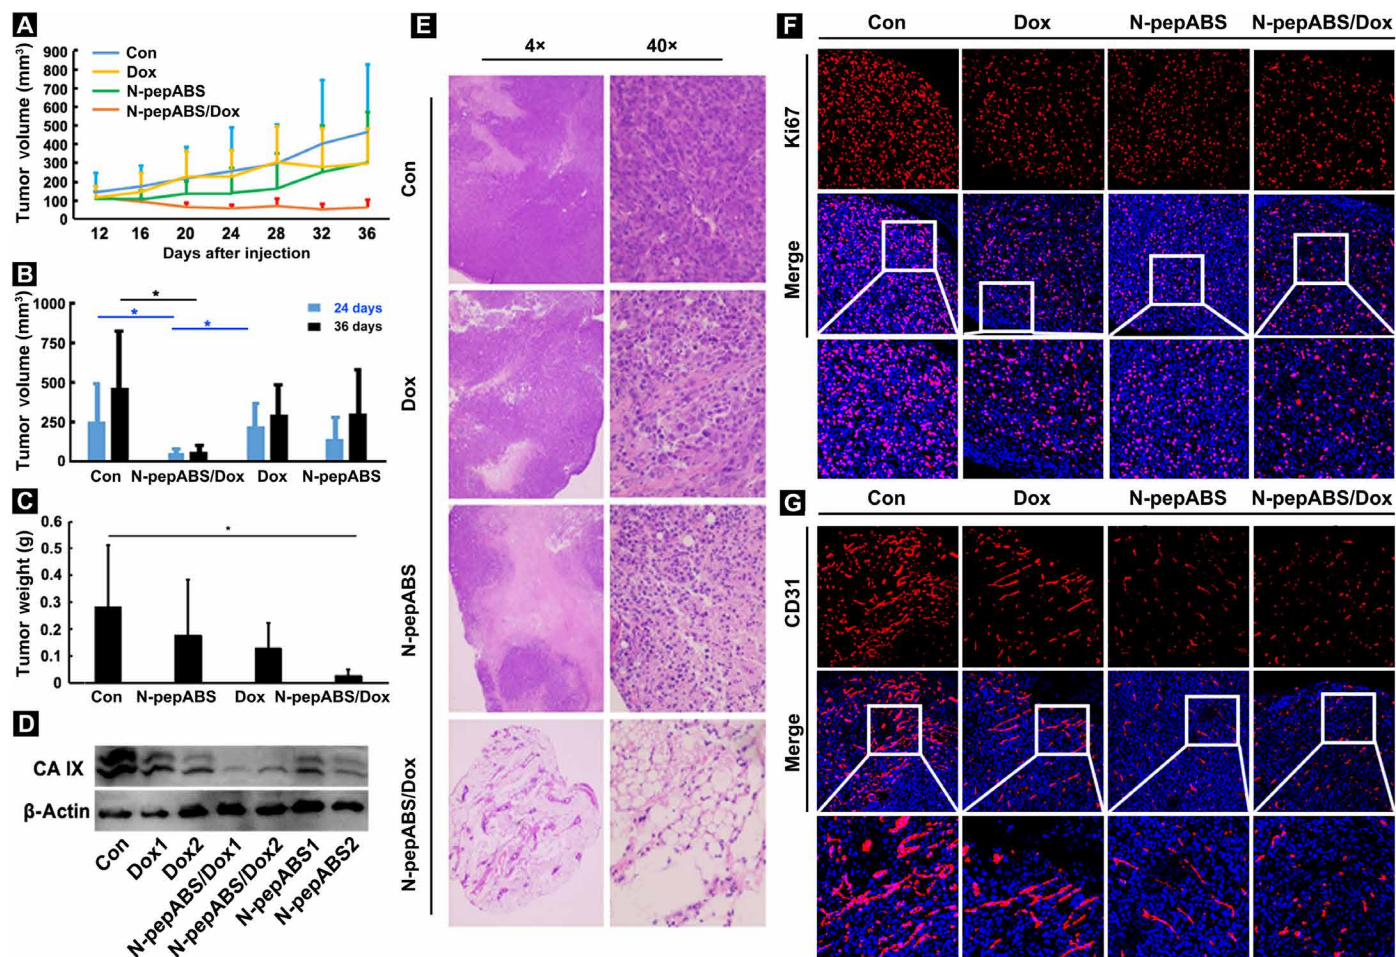 A
Tumor volume (mm³)
900
800
700
600
500
400
300
200
100
0
Con
Dox
N-pepABS
N-pepABS/Dox
12 16 20 24 28 32 36
Days after injection
B
Tumor volume (mm³)
1000
750
500
250
0
*
*
*
24 days
36 days
Con N-pepABS/Dox Dox N-pepABS
C
Tumor weight (g)
0.6
0.5
0.4
0.3
0.2
0.1
0
*
Con N-pepABS Dox N-pepABS/Dox
D
CA IX
β-Actin
Con
Dox1
Dox2
N-pepABS/Dox1
N-pepABS/Dox2
N-pepABS1
N-pepABS2
E
4× 40×
Con
Dox
N-pepABS
N-pepABS/Dox
F
Con Dox N-pepABS N-pepABS/Dox
Ki67
Merge
G
Con Dox N-pepABS N-pepABS/Dox
CD31
Merge